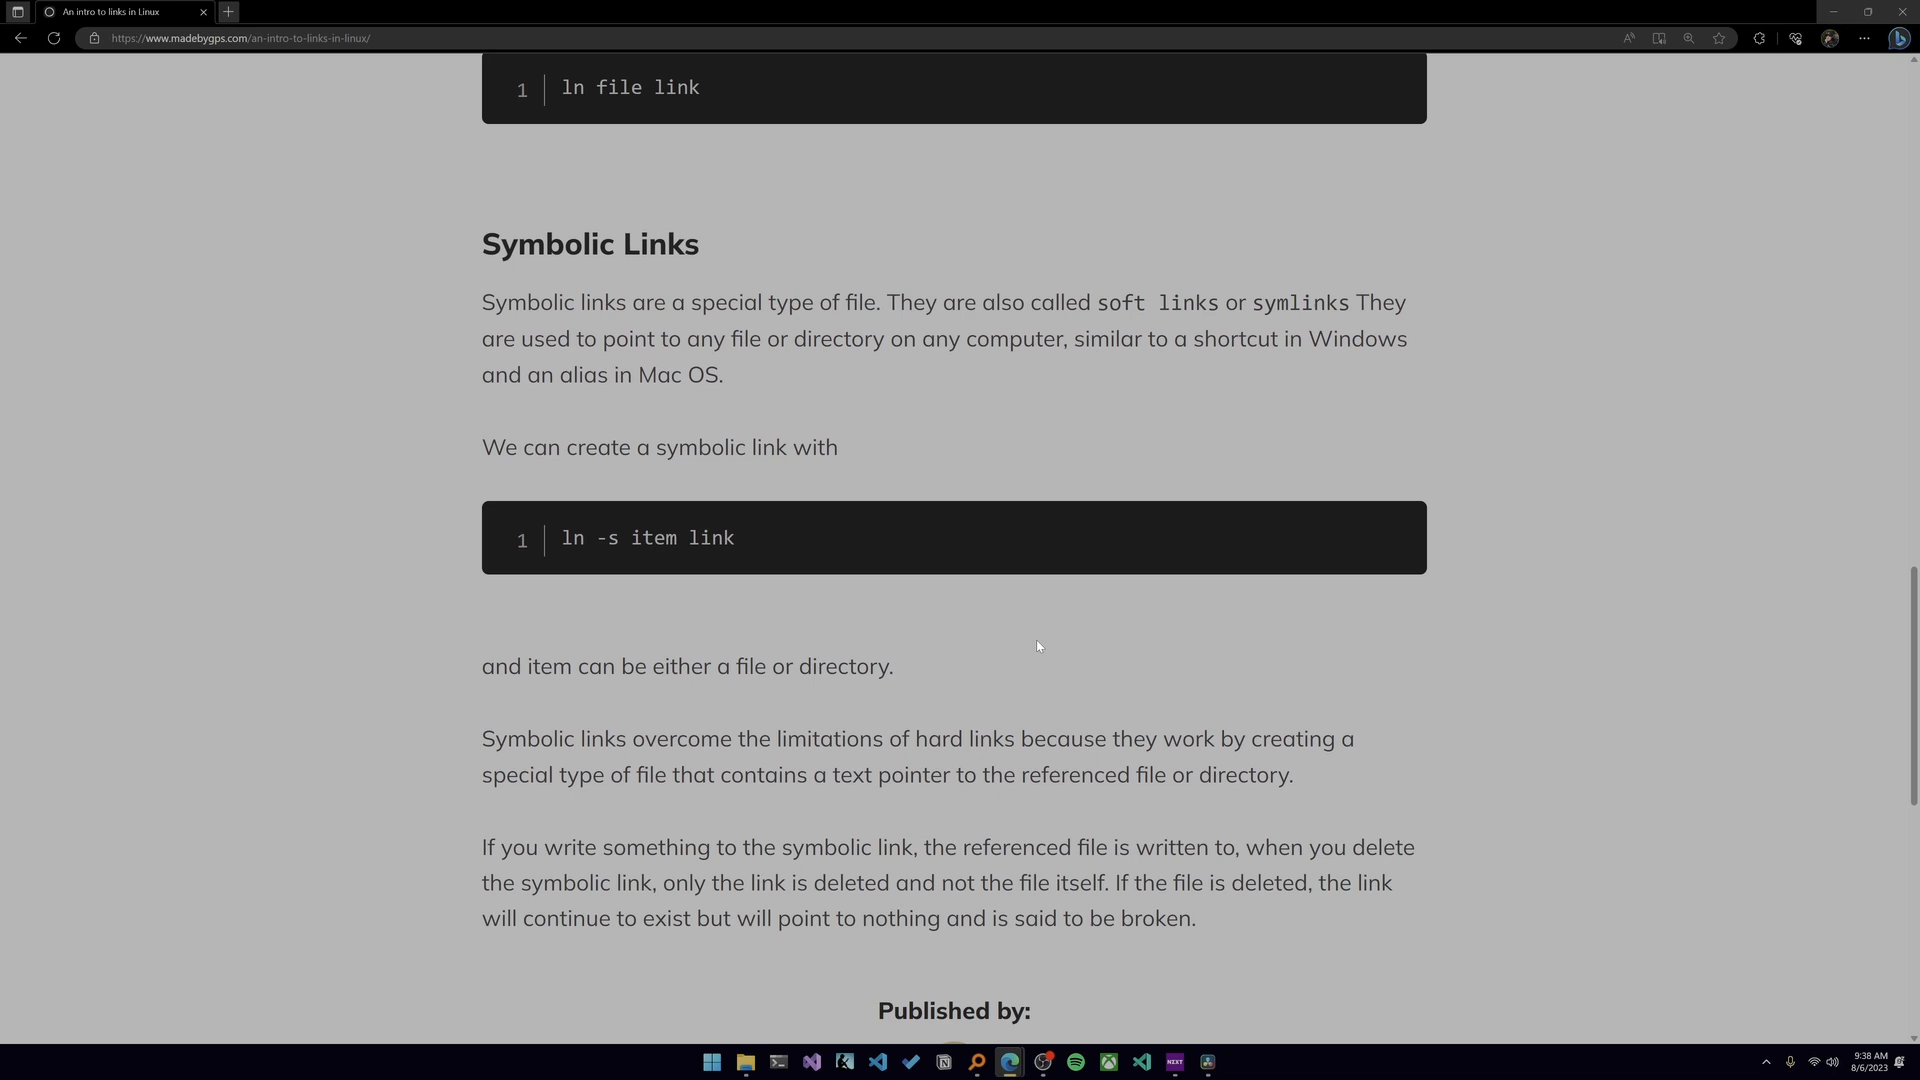 An intro to links in Linux
https://www.madebygps.com/an-intro-to-links-in-linux/
1 ln file link
Symbolic Links
Symbolic links are a special type of file. They are also called soft links or symlinks They
are used to point to any file or directory on any computer, similar to a shortcut in Windows
and an alias in Mac OS.
We can create a symbolic link with
1 ln -s item link
and item can be either a file or directory.
Symbolic links overcome the limitations of hard links because they work by creating a
special type of file that contains a text pointer to the referenced file or directory.
If you write something to the symbolic link, the referenced file is written to, when you delete
the symbolic link, only the link is deleted and not the file itself. If the file is deleted, the link
will continue to exist but will point to nothing and is said to be broken.
Published by:
NZXT
9:38 AM
8/6/2023